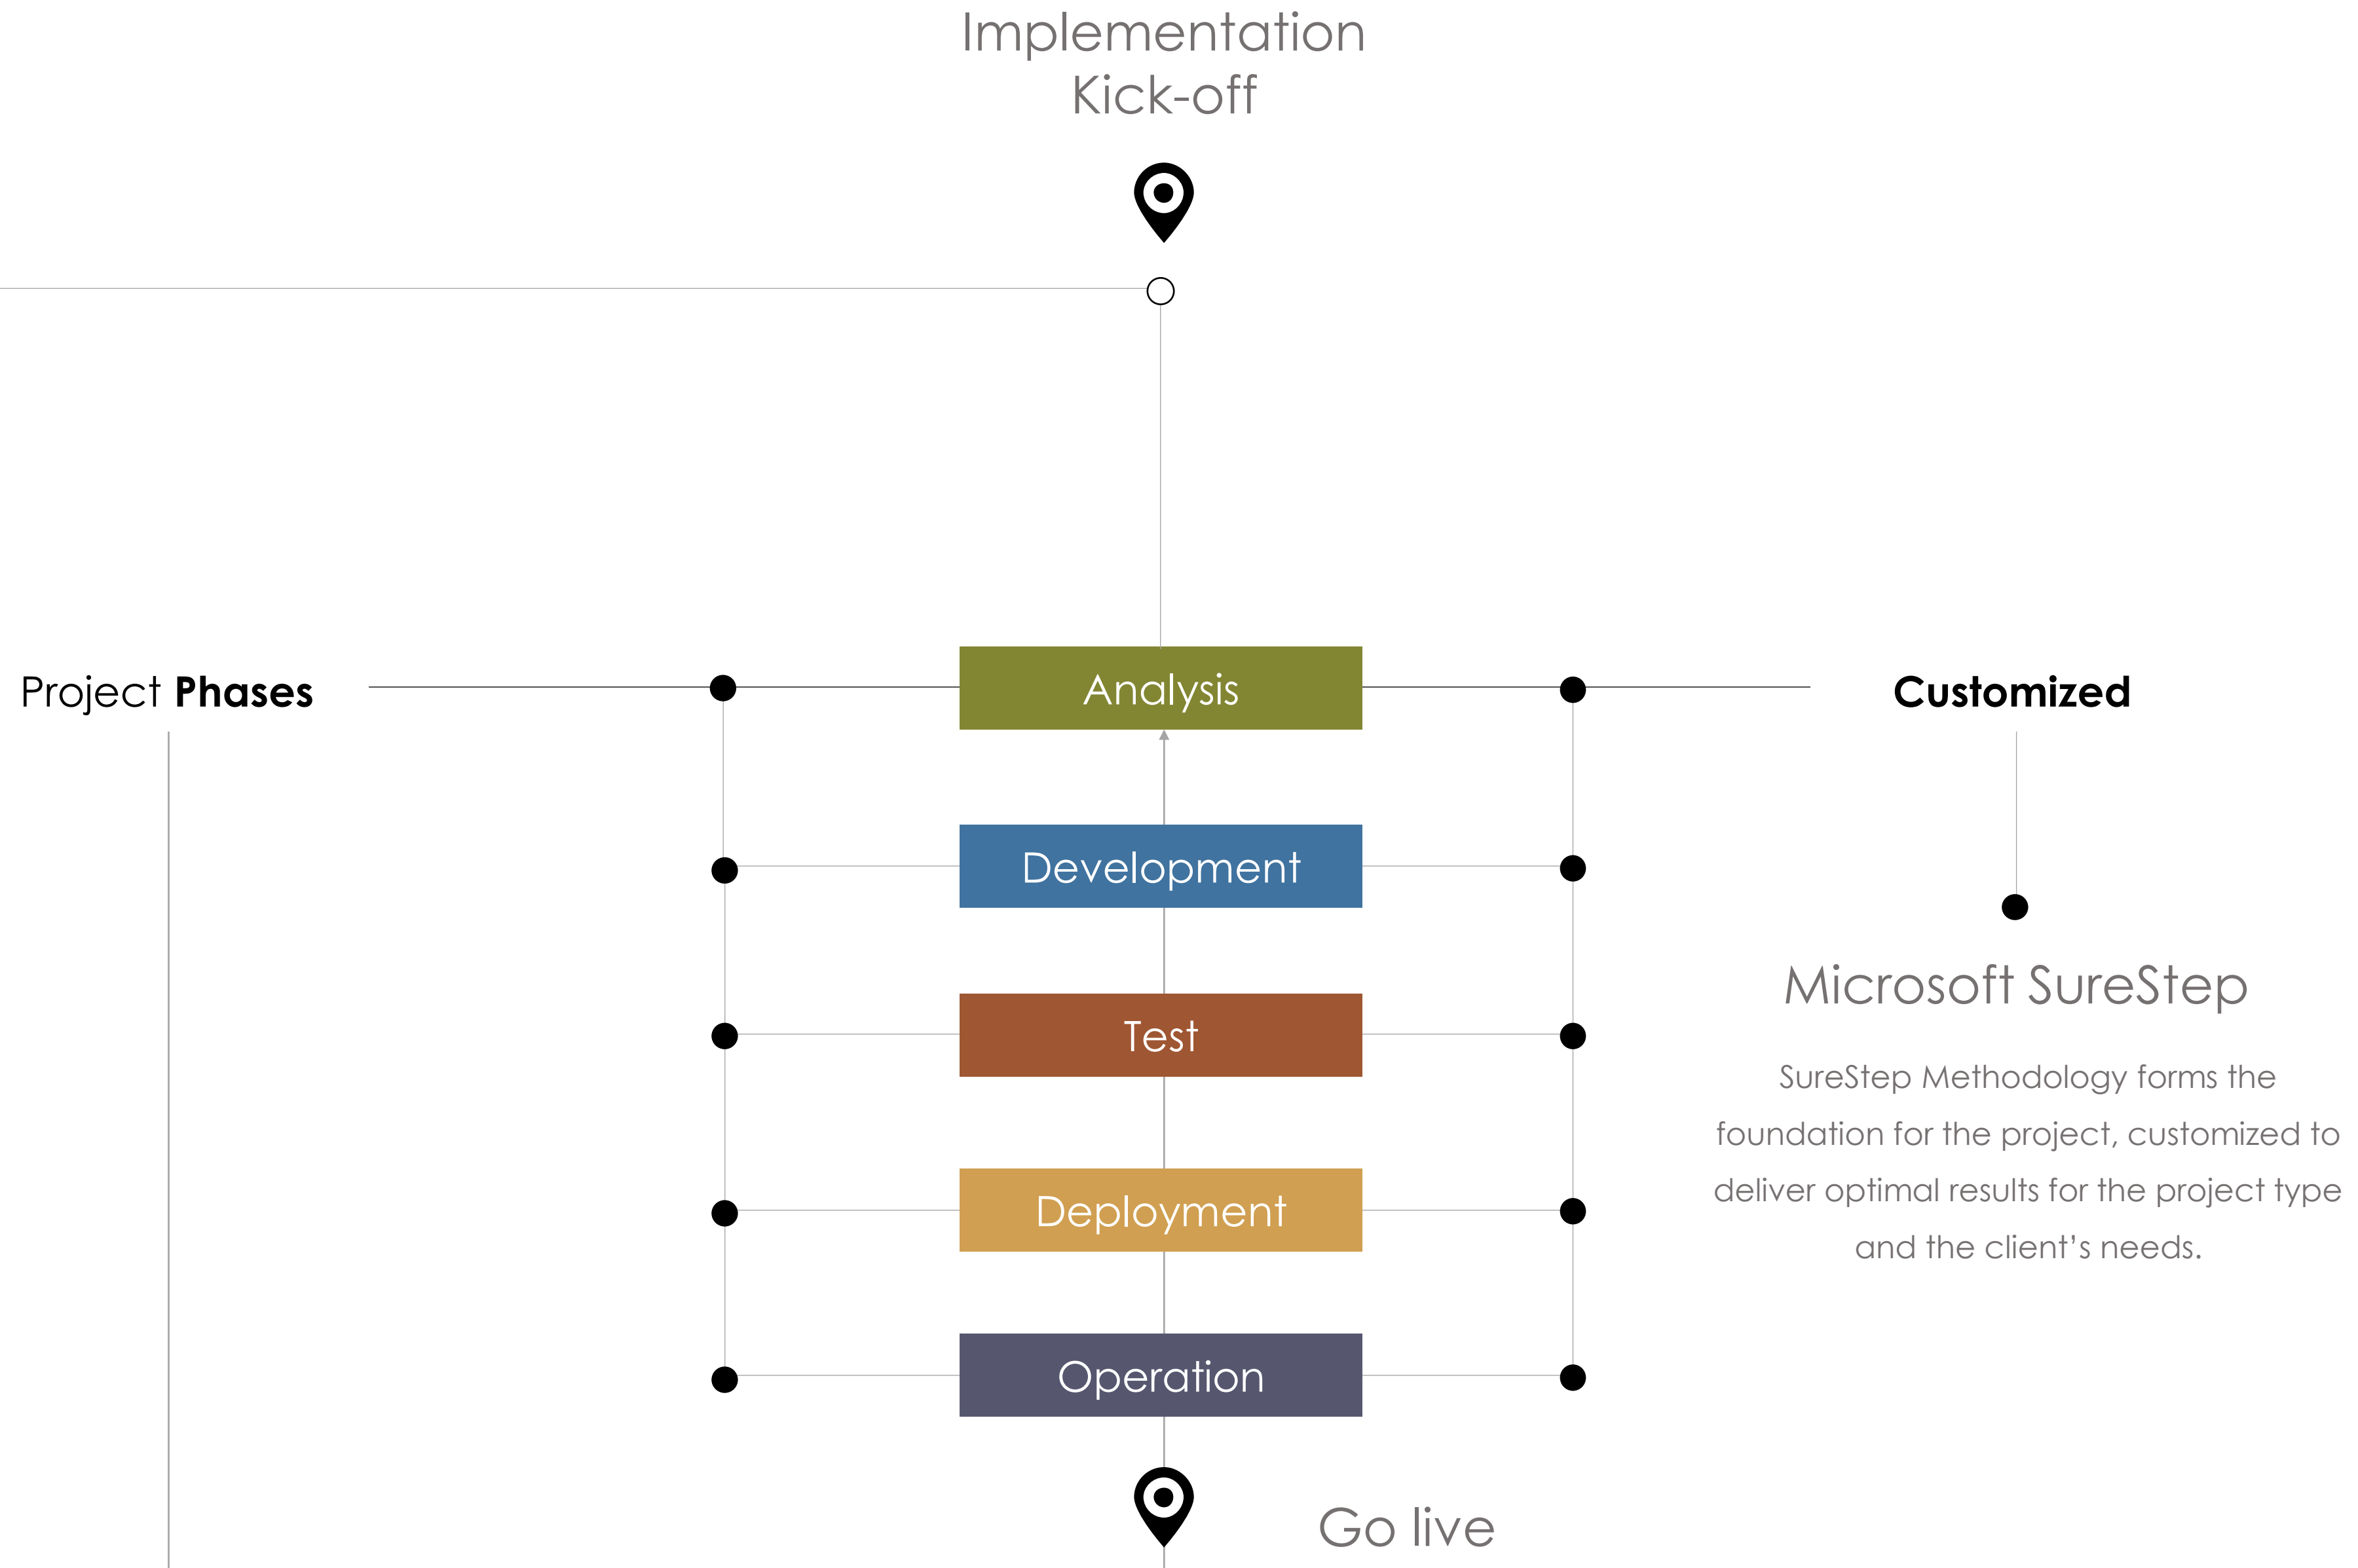 Implementation
Kick-off
Project Phases
Analysis
Customized
Development
Test
Deployment
Operation
Microsoft SureStep
SureStep Methodology forms the
foundation for the project, customized to
deliver optimal results for the project type
and the client's needs.
Go live